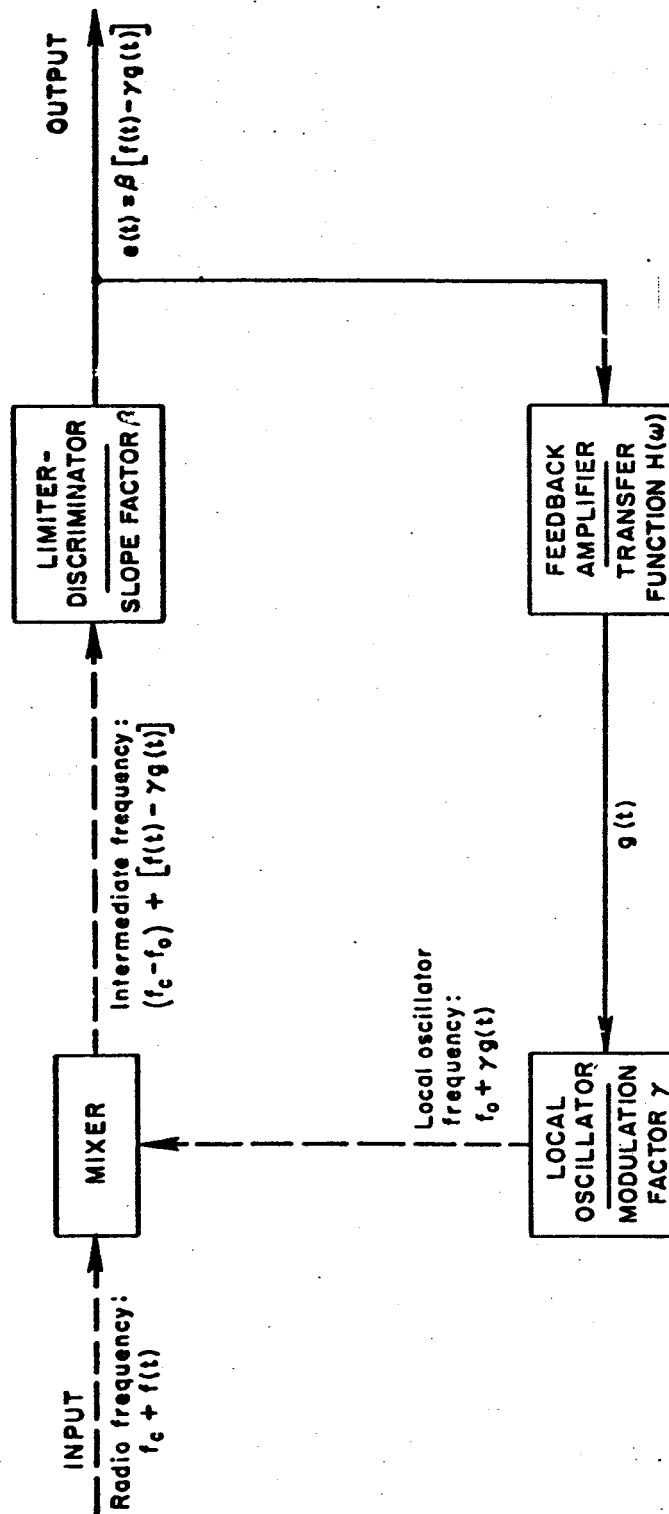 INPUT
Radio frequency:
f_c + f(t)
MIXER
Intermediate frequency:
(f_c-f_o) + [f(t)-γg(t)]
LIMITER-
DISCRIMINATOR
SLOPE FACTOR β
OUTPUT
e(t) = β [f(t)-γg(t)]
Local oscillator
frequency:
f_o + γg(t)
LOCAL
OSCILLATOR
MODULATION
FACTOR γ
g(t)
FEEDBACK
AMPLIFIER
TRANSFER
FUNCTION H(ω)